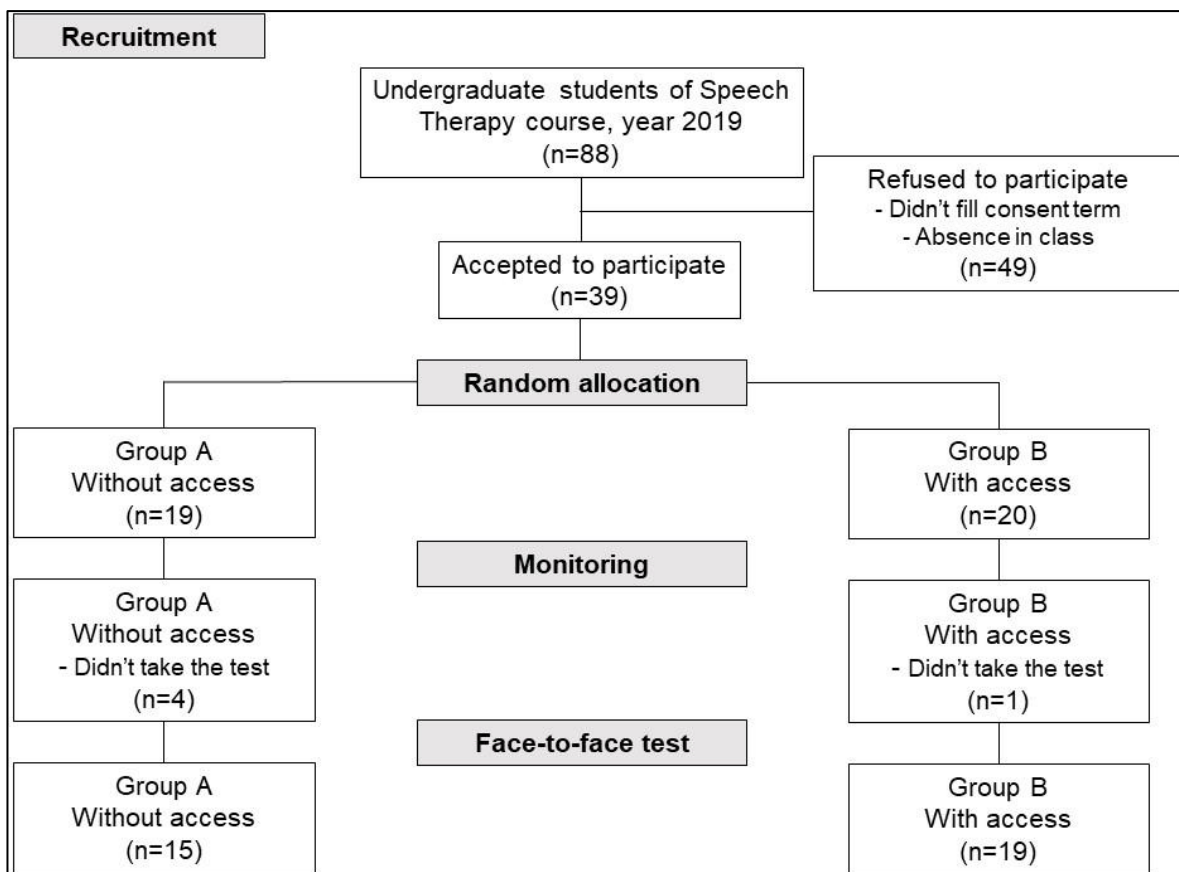 Recruitment
Undergraduate students of Speech
Therapy course, year 2019
(n=88)
Refused to participate
- Didn’t fill consent term
- Absence in class
(n=49)
Accepted to participate
(n=39)
Random allocation
Group A
Without access
(n=19)
Group B
With access
(n=20)
Monitoring
Group A
Without access
- Didn’t take the test
(n=4)
Group B
With access
- Didn’t take the test
(n=1)
Face-to-face test
Group A
Without access
(n=15)
Group B
With access
(n=19)